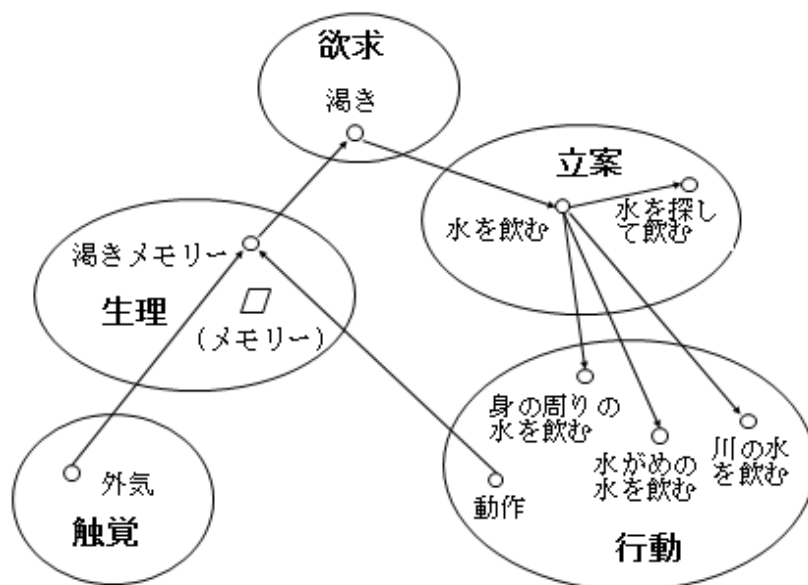 欲求
渇き
立案
水を飲む
水を探し
て飲む
渇きメモリー
生理
(メモリー)
身の周りの
水を飲む
水がめの
水を飲む
川の水
を飲む
動作
行動
外気
触覚